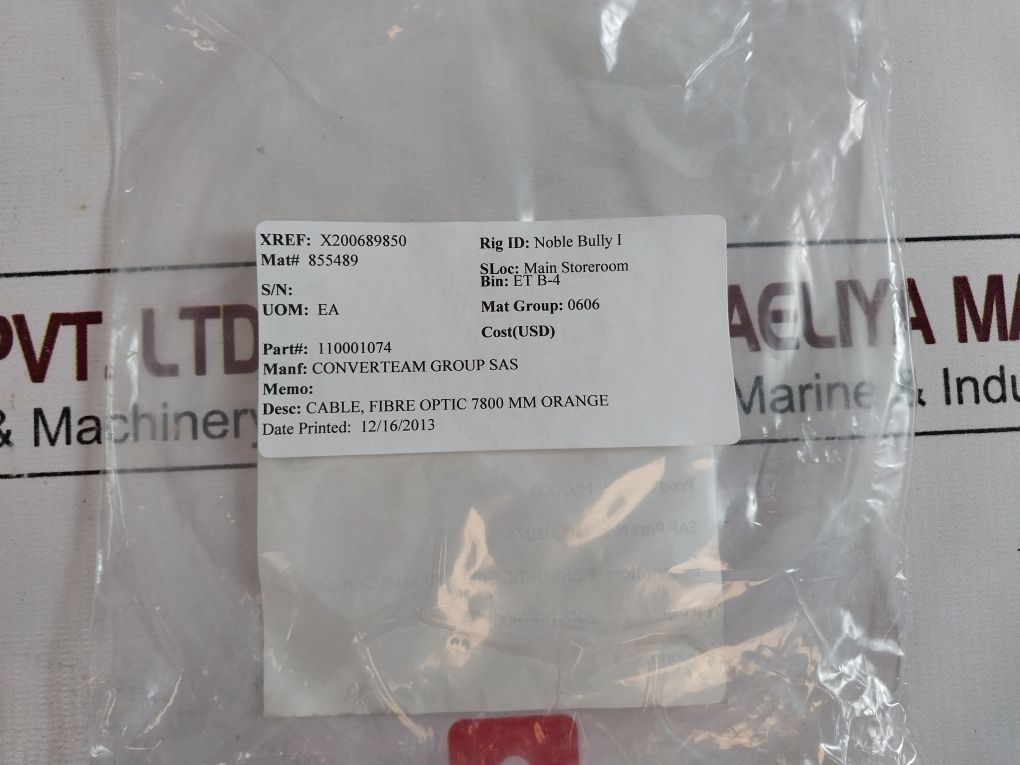 XREF: X200689850
Mat# 855489
S/N:
UOM: EA
Part#: 110001074
Manf: CONVERTEAM GROUP SAS
Memo:
Desc: CABLE, FIBRE OPTIC 7800 MM ORANGE
Date Printed: 12/16/2013
Rig ID: Noble Bully I
SLoc: Main Storeroom
Bin: ET B-4
Mat Group: 0606
Cost(USD)
PVT. LTD
& Machinery
AELIYA MA
Marine & Indu